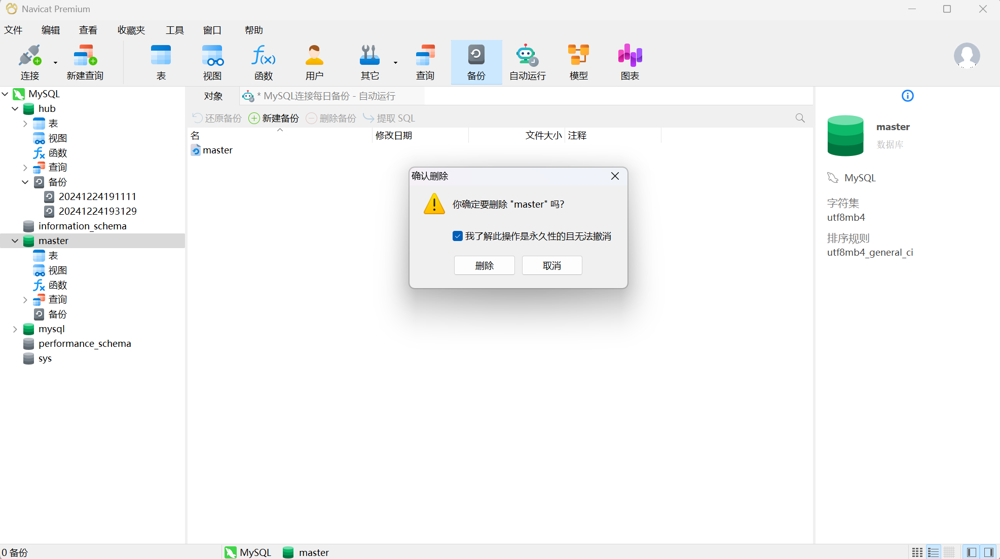 Navicat Premium
文件 编辑 查看 收藏夹 工具 窗口 帮助
连接 新建查询 表 视图 函数 用户 其它 查询 备份 自动运行 模型 图表
MySQL
hub
表
视图
函数
查询
备份
20241224191111
20241224193129
information_schema
master
表
视图
函数
查询
备份
mysql
performance_schema
sys
对象 * MySQL连接每日备份 - 自动运行
还原备份 新建备份 删除备份 提取 SQL
名 修改日期 文件大小 注释
master
确认删除
你确定要删除 "master" 吗?
我了解此操作是永久性的且无法撤消
删除 取消
master
数据库
MySQL
字符集
utf8mb4
排序规则
utf8mb4_general_ci
0 备份 MySQL master